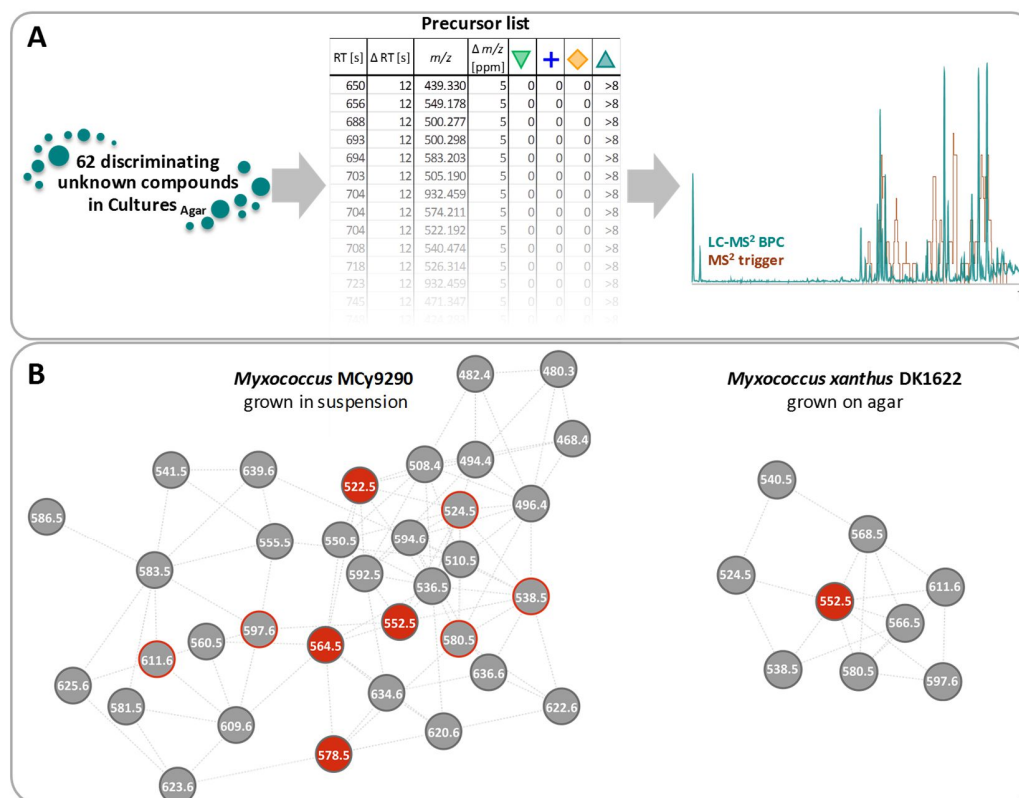 A
62 discriminating
unknown compounds
in Cultures Agar
Precursor list
RT [s] Δ RT [s] m/z Δ m/z [ppm]
650 12 439.330 5 0 0 0 >8
656 12 549.178 5 0 0 0 >8
688 12 500.277 5 0 0 0 >8
693 12 500.298 5 0 0 0 >8
694 12 583.203 5 0 0 0 >8
703 12 505.190 5 0 0 0 >8
704 12 932.459 5 0 0 0 >8
704 12 574.211 5 0 0 0 >8
704 12 522.192 5 0 0 0 >8
708 12 540.474 5 0 0 0 >8
718 12 526.314 5 0 0 0 >8
723 12 932.459 5 0 0 0 >8
745 12 471.347 5 0 0 0 >8
LC-MS² BPC
MS² trigger
B
Myxococcus MCy9290
grown in suspension
482.4
480.3
468.4
508.4
494.4
541.5
639.6
522.5
524.5
496.4
586.5
555.5
550.5
594.6
510.5
583.5
592.5
536.5
538.5
552.5
597.6
560.5
564.5
580.5
611.6
625.6
581.5
609.6
634.6
636.6
622.6
620.6
578.5
623.6
Myxococcus xanthus DK1622
grown on agar
540.5
568.5
524.5
611.6
552.5
566.5
538.5
580.5
597.6